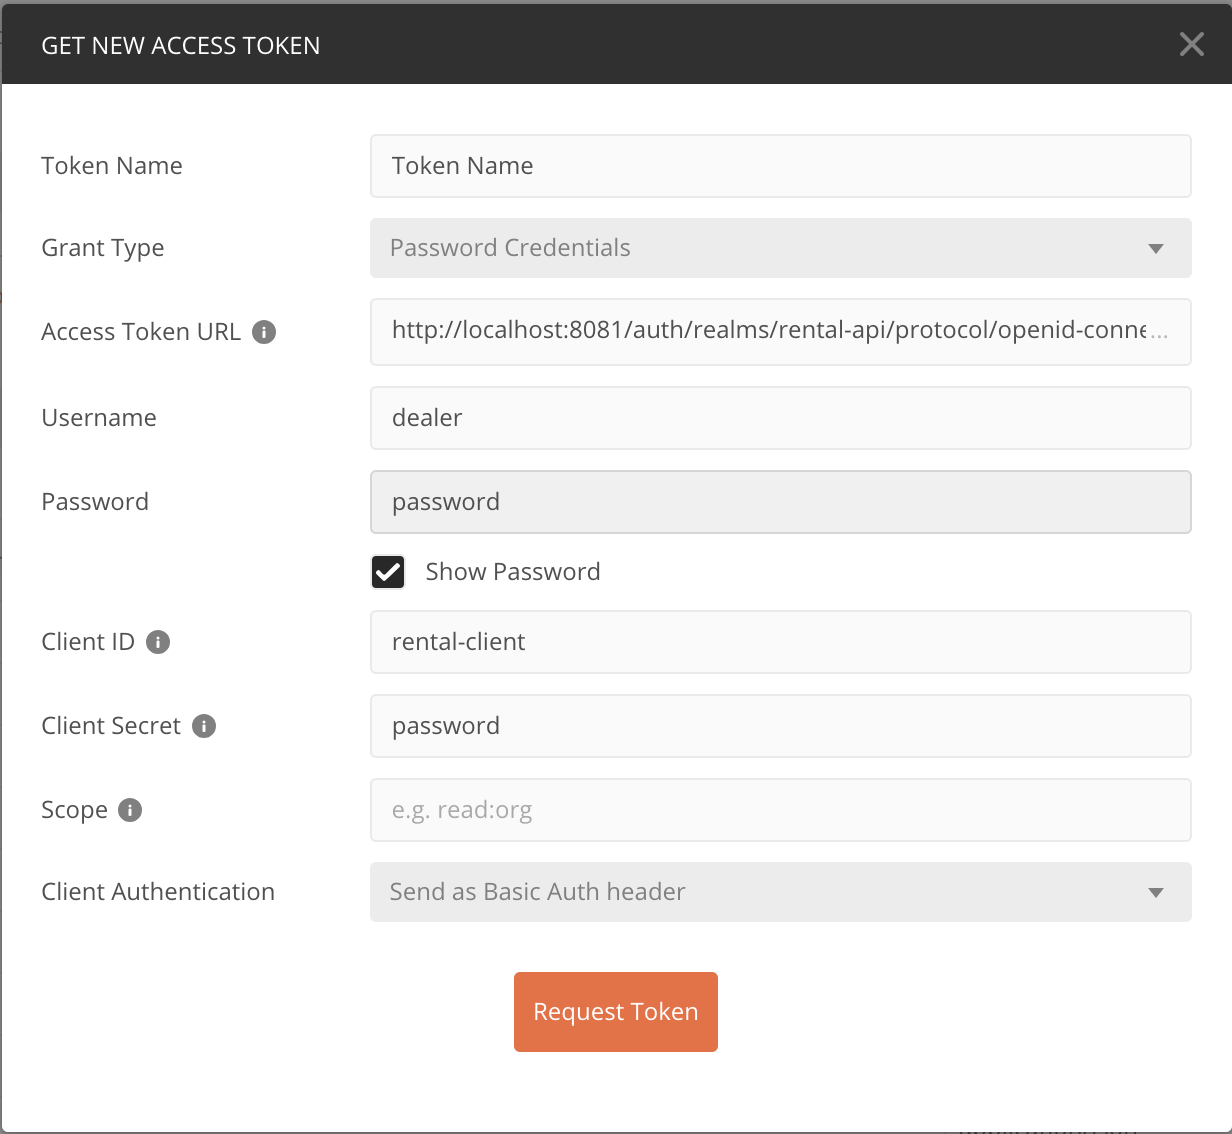 GET NEW ACCESS TOKEN
Token Name
Token Name
Grant Type
Password Credentials
Access Token URL
http://localhost:8081/auth/realms/rental-api/protocol/openid-conne...
Username
dealer
Password
password
Show Password
Client ID
rental-client
Client Secret
password
Scope
e.g. read:org
Client Authentication
Send as Basic Auth header
Request Token